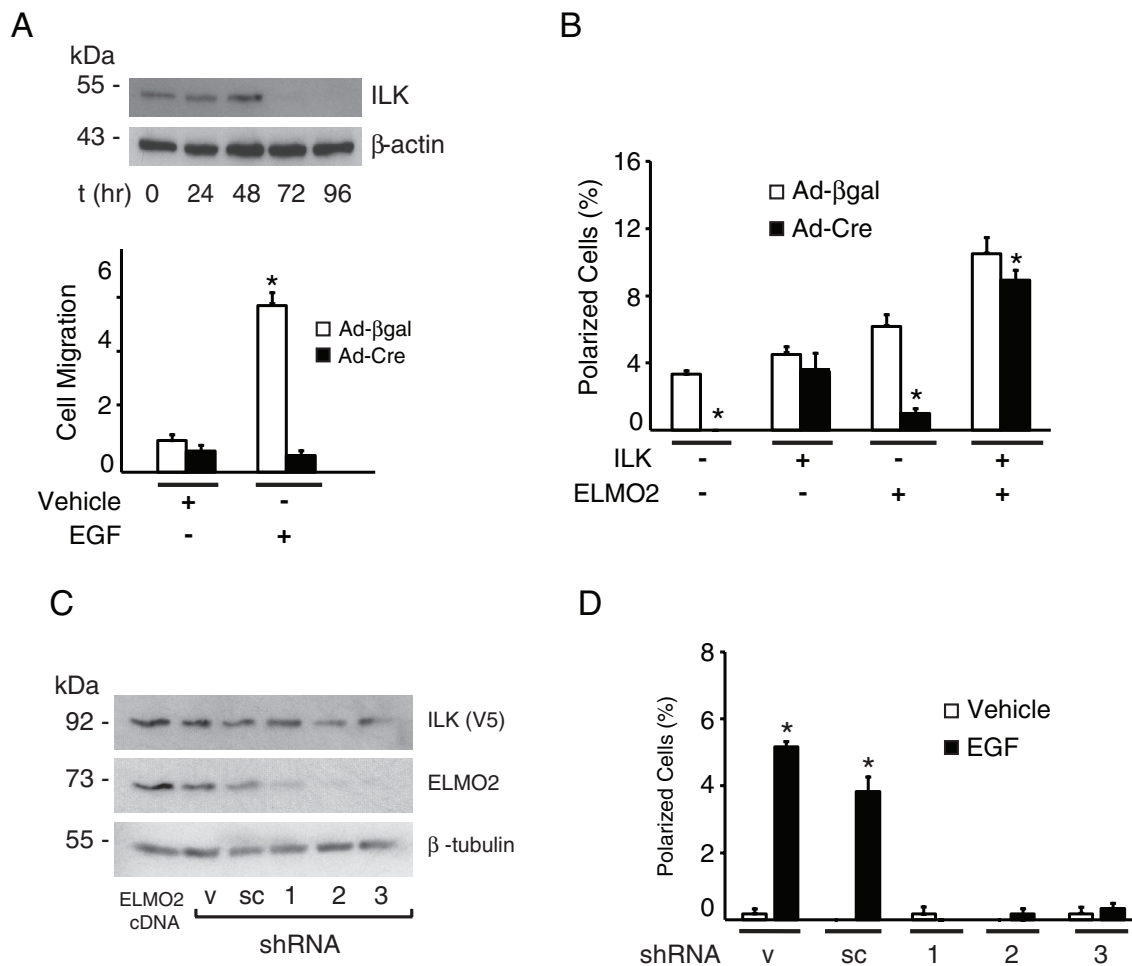 A
kDa
55 -
ILK
43 -
β-actin
t (hr) 0 24 48 72 96
6
4
2
0
Cell Migration
*
Ad-βgal
Ad-Cre
Vehicle + -
EGF - +
B
16
12
8
4
0
Polarized Cells (%)
Ad-βgal
Ad-Cre
* * *
ILK - + - +
ELMO2 - - + +
C
kDa
92 -
ILK (V5)
73 -
ELMO2
55 -
β -tubulin
ELMO2
cDNA
v sc 1 2 3
shRNA
D
8
6
4
2
0
Polarized Cells (%)
Vehicle
EGF
* *
shRNA v sc 1 2 3